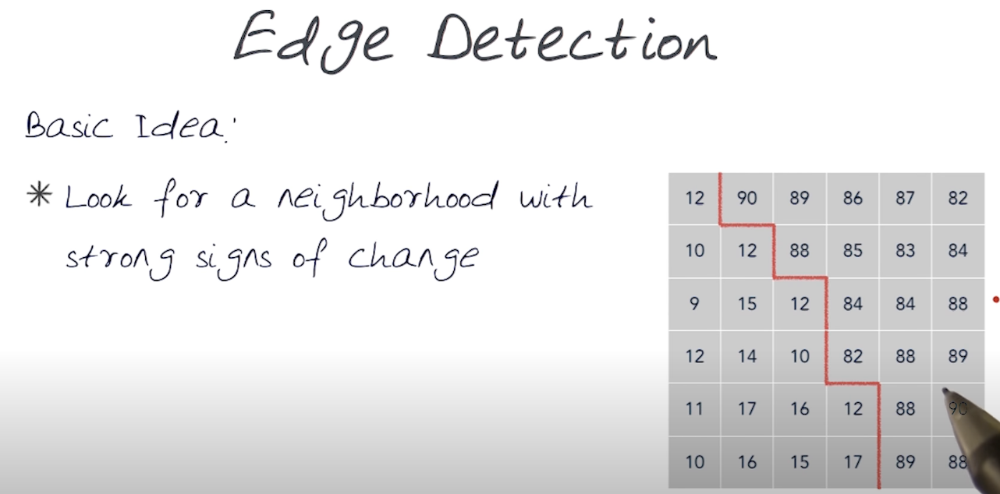 Edge Detection
Basic Idea:
* Look for a neighborhood with
strong signs of change
12 90 89 86 87 82
10 12 88 85 83 84
9 15 12 84 84 88
12 14 10 82 88 89
11 17 16 12 88 90
10 16 15 17 89 88